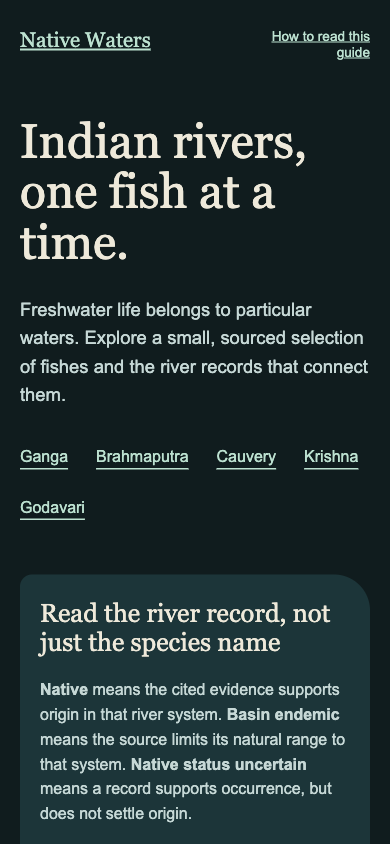 Native Waters
How to read this
guide
Indian rivers,
one fish at a
time.
Freshwater life belongs to particular
waters. Explore a small, sourced selection
of fishes and the river records that connect
them.
Ganga Brahmaputra Cauvery Krishna
Godavari
Read the river record, not
just the species name
Native means the cited evidence supports
origin in that river system. Basin endemic
means the source limits its natural range to
that system. Native status uncertain
means a record supports occurrence, but
does not settle origin.